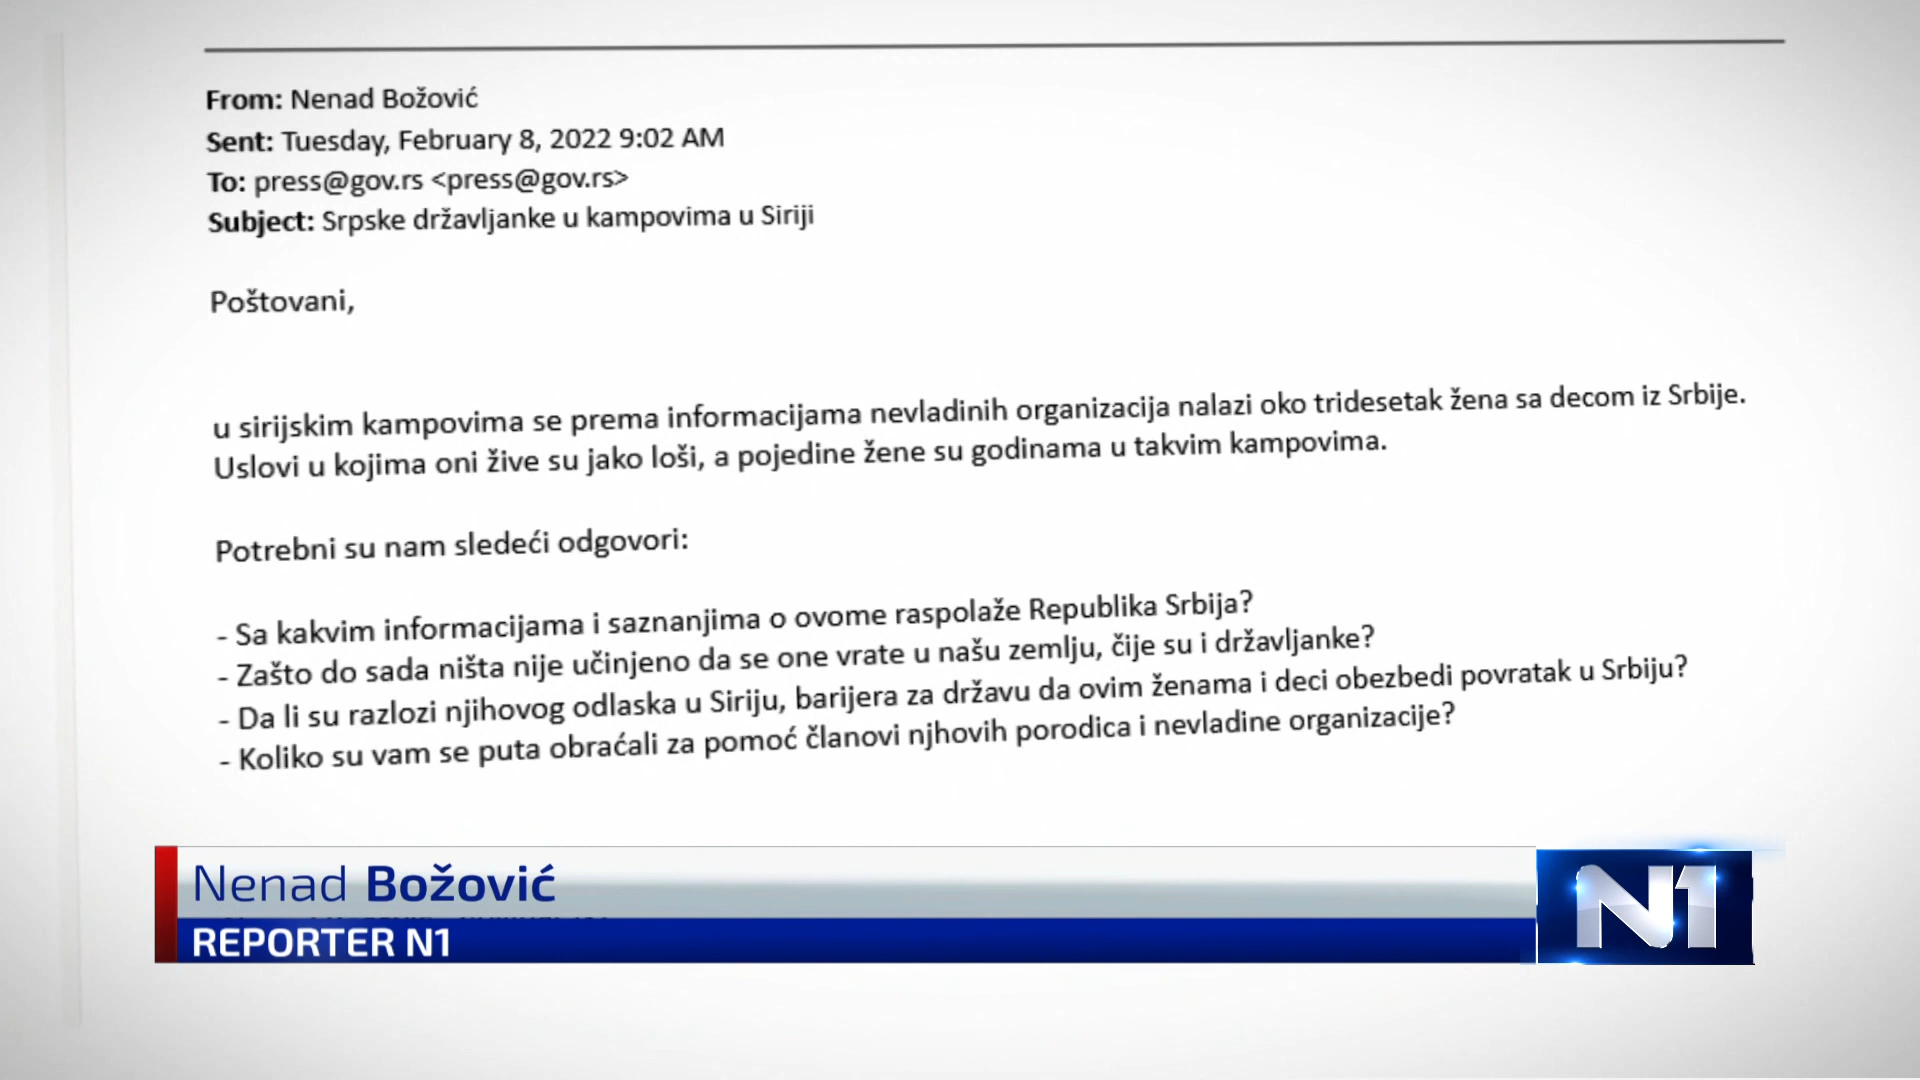 From: Nenad Božović
Sent: Tuesday, February 8, 2022 9:02 AM
To: press@gov.rs <press@gov.rs>
Subject: Srpske državljanke u kampovima u Siriji
Poštovani,
u sirijskim kampovima se prema informacijama nevladinih organizacija nalazi oko tridesetak žena sa decom iz Srbije.
Uslovi u kojima oni žive su jako loši, a pojedine žene su godinama u takvim kampovima.
Potrebni su nam sledeći odgovori:
- Sa kakvim informacijama i saznanjima o ovome raspolaže Republika Srbija?
- Zašto do sada ništa nije učinjeno da se one vrate u našu zemlju, čije su i državljanke?
- Da li su razlozi njihovog odlaska u Siriju, barijera za državu da ovim ženama i deci obezbedi povratak u Srbiju?
- Koliko su vam se puta obraćali za pomoć članovi njhovih porodica i nevladine organizacije?
Nenad Božović
REPORTER N1
N1